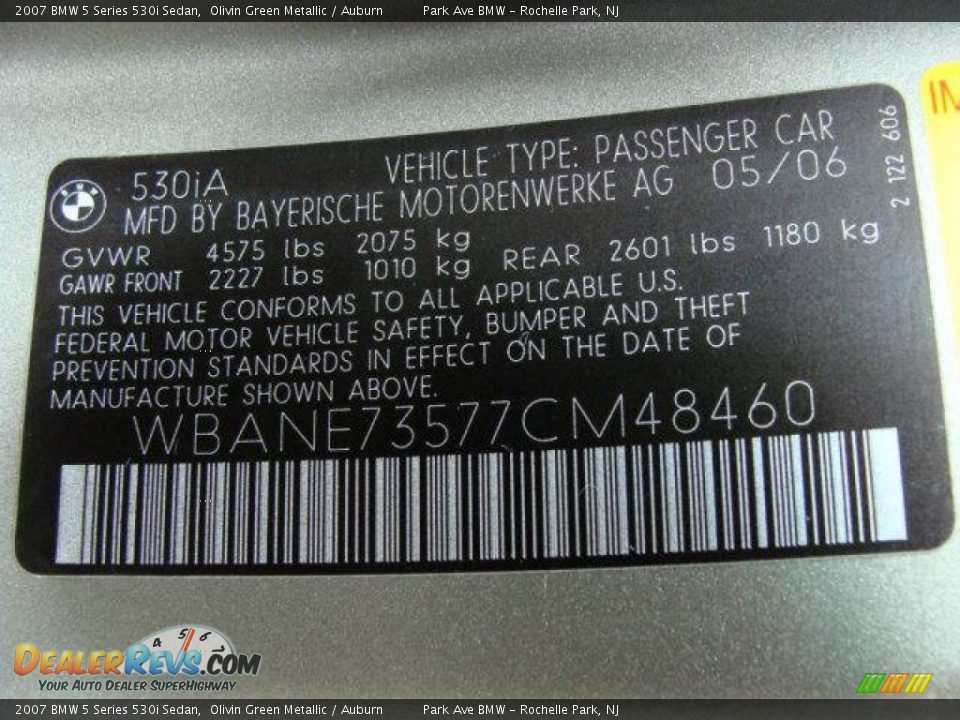 2007 BMW 5 Series 530i Sedan, Olivin Green Metallic / Auburn Park Ave BMW - Rochelle Park, NJ
BMW
530iA VEHICLE TYPE: PASSENGER CAR
MFD BY BAYERISCHE MOTORENWERKE AG 05/06
GVWR 4575 lbs 2075 kg
GAWR FRONT 2227 lbs 1010 kg REAR 2601 lbs 1180 kg
THIS VEHICLE CONFORMS TO ALL APPLICABLE U.S.
FEDERAL MOTOR VEHICLE SAFETY, BUMPER AND THEFT
PREVENTION STANDARDS IN EFFECT ON THE DATE OF
MANUFACTURE SHOWN ABOVE.
WBANE73577CM48460
2 122 606
4 5 6
DEALERREVS.COM
YOUR AUTO DEALER SUPERHIGHWAY
2007 BMW 5 Series 530i Sedan, Olivin Green Metallic / Auburn Park Ave BMW - Rochelle Park, NJ